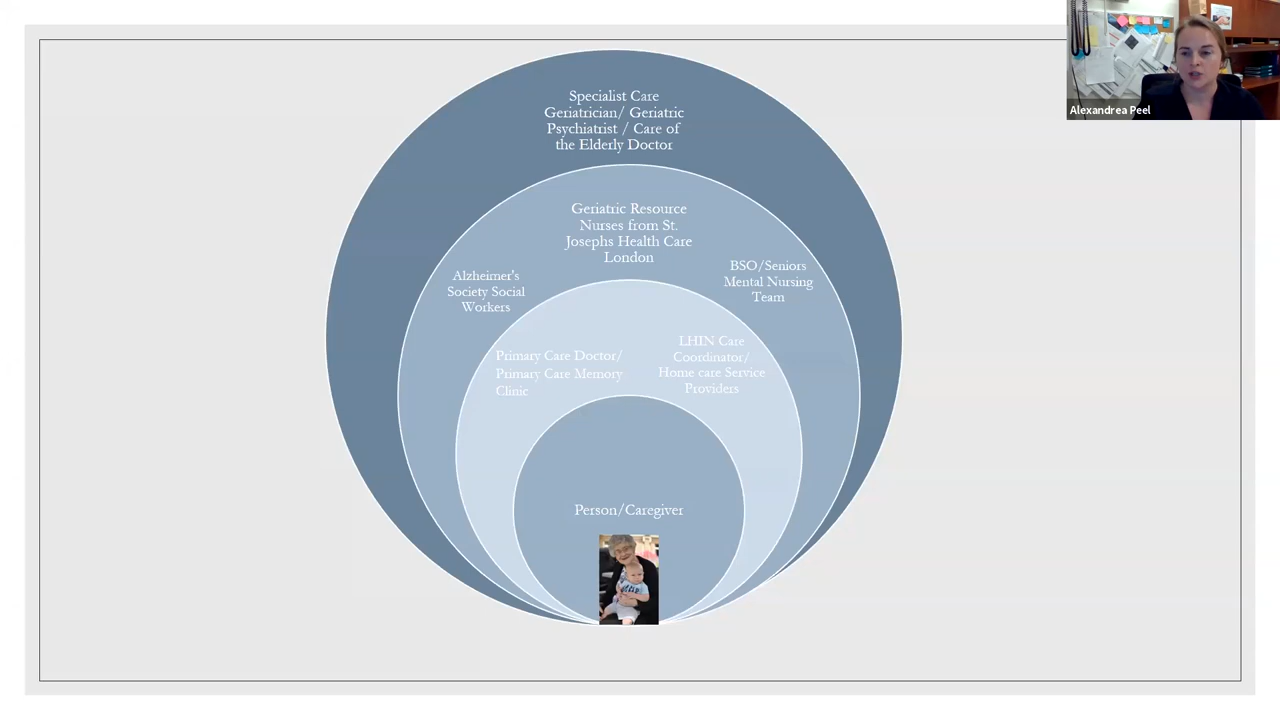 Alexandrea Peel
Specialist Care
Geriatrician/ Geriatric
Psychiatrist / Care of
the Elderly Doctor
Geriatric Resource
Nurses from St.
Josephs Health Care
London
Alzheimer's
Society Social
Workers
BSO/Seniors
Mental Nursing
Team
Primary Care Doctor/
Primary Care Memory
Clinic
LHIN Care
Coordinator/
Home care Service
Providers
Person/Caregiver